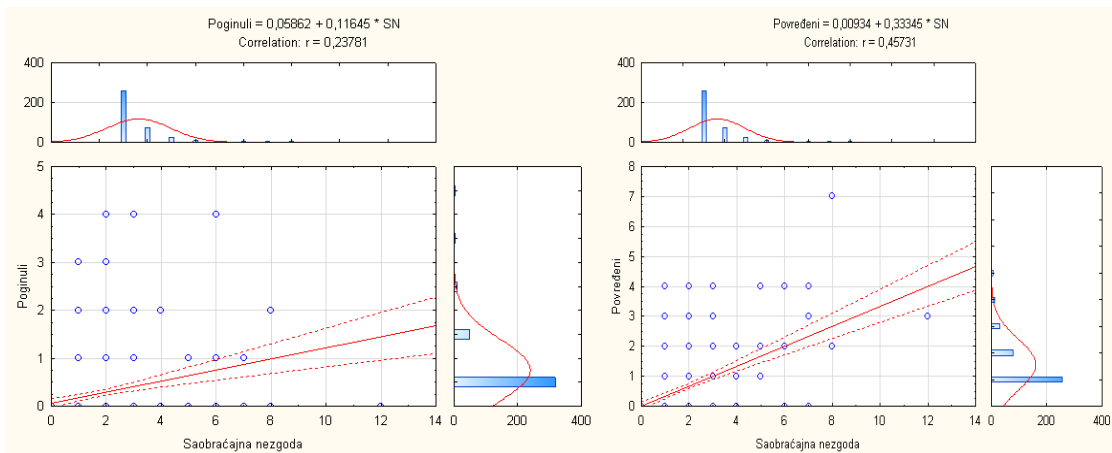 Poginuli = 0,05862 + 0,11645 * SN
Correlation: r = 0,23781
400
200
0
5
4
3
2
1
0
Poginuli
0 2 4 6 8 10 12 14
Saobraćajna nezgoda
0 200 400
Povređeni = 0,00934 + 0,33345 * SN
Correlation: r = 0,45731
400
200
0
8
7
6
5
4
3
2
1
0
Povređeni
0 2 4 6 8 10 12 14
Saobraćajna nezgoda
0 200 400